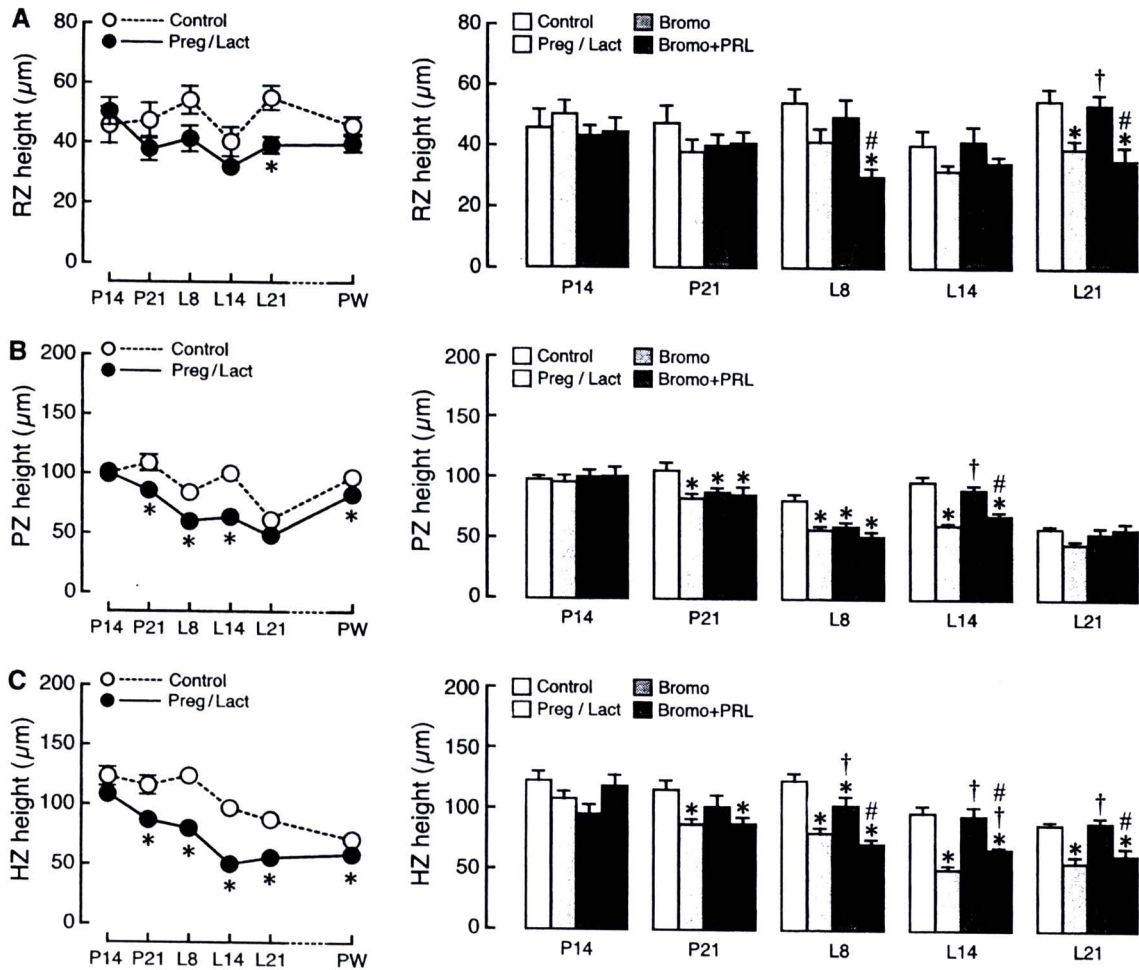 A
80
60
40
20
0
RZ height (µm)
Control
Preg/Lact
*
P14 P21 L8 L14 L21 PW
80
60
40
20
0
RZ height (µm)
Control Bromo
Preg / Lact Bromo+PRL
# * * † # *
P14 P21 L8 L14 L21
B
200
150
100
50
0
PZ height (µm)
Control
Preg/Lact
* * * *
P14 P21 L8 L14 L21 PW
200
150
100
50
0
PZ height (µm)
Control Bromo
Preg / Lact Bromo+PRL
* * * * * * * † # *
P14 P21 L8 L14 L21
C
200
150
100
50
0
HZ height (µm)
Control
Preg/Lact
* * * * *
P14 P21 L8 L14 L21 PW
200
150
100
50
0
HZ height (µm)
Control Bromo
Preg / Lact Bromo+PRL
* * * † * # * * † # † * * † # *
P14 P21 L8 L14 L21